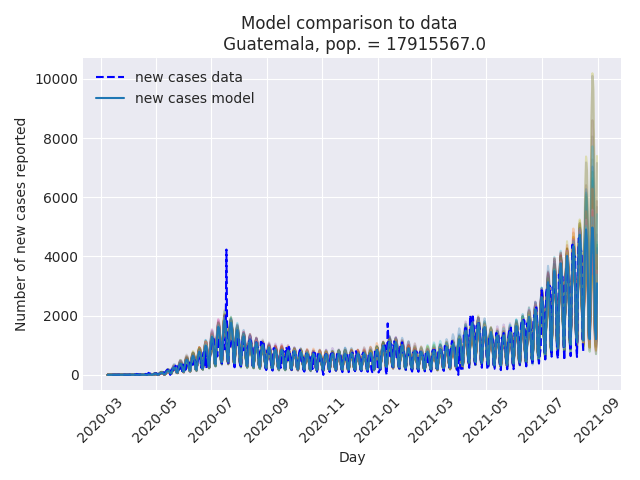 Model comparison to data
Guatemala, pop. = 17915567.0
10000
8000
6000
4000
2000
0
new cases data
new cases model
Number of new cases reported
2020-03
2020-05
2020-07
2020-09
2020-11
2021-01
2021-03
2021-05
2021-07
2021-09
Day